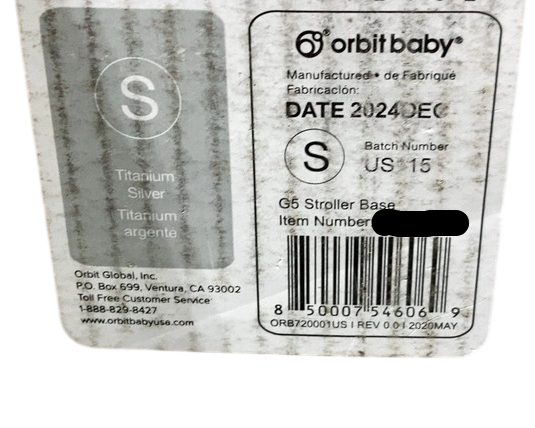 S
Titanium
Silver
Titanium
argenté
Orbit Global, Inc.
P.O. Box 699, Ventura, CA 93002
Toll Free Customer Service
1-888-829-8427
www.orbitbabyusa.com
orbitbaby®
Manufactured • de Fabriqué
Fabricación:
DATE 2024DEC
S
Batch Number
US 15
G5 Stroller Base
Item Number
8 50007 54606 9
ORB720001US | REV 0.0 | 2020MAY